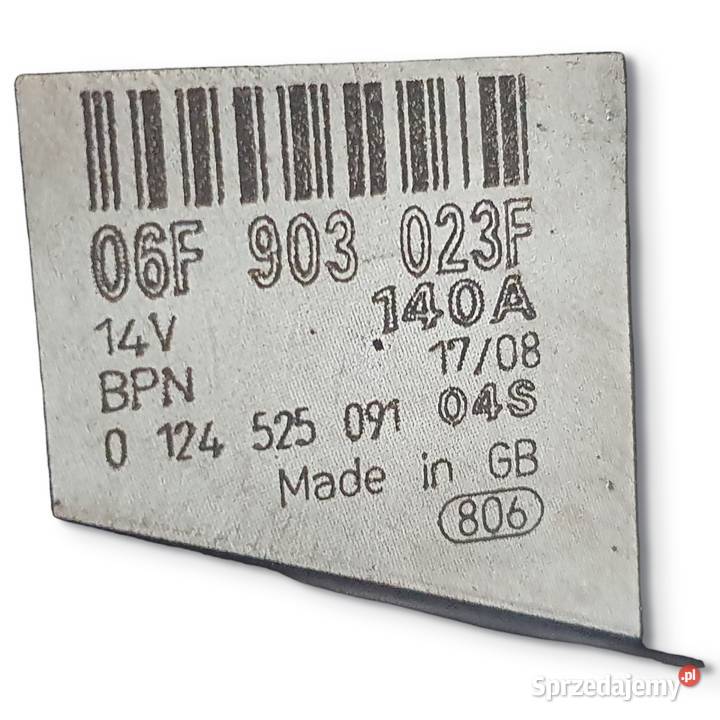 06F 903 023F
14V 140A
BPN 17/08
0 124 525 091 04S
Made in GB
806
Sprzedajemy.pl